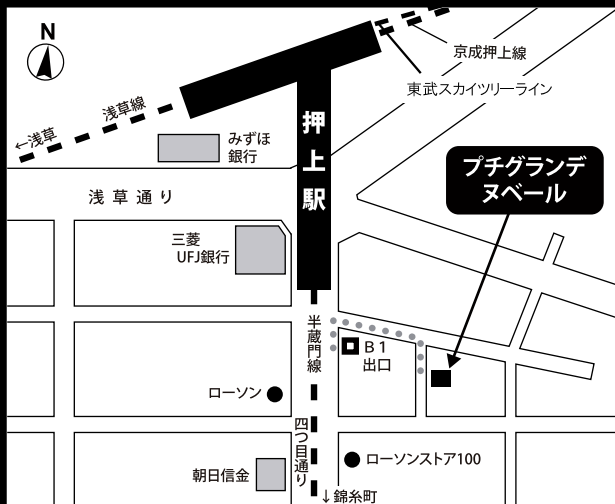 N
京成押上線
東武スカイツリーライン
浅草線
←浅草
みずほ
銀行
押上駅
プチグランデ
ヌベール
浅草通り
三菱
UFJ銀行
半蔵門線
B1
出口
ローソン
四つ目通り
ローソンストア100
朝日信金
↓錦糸町